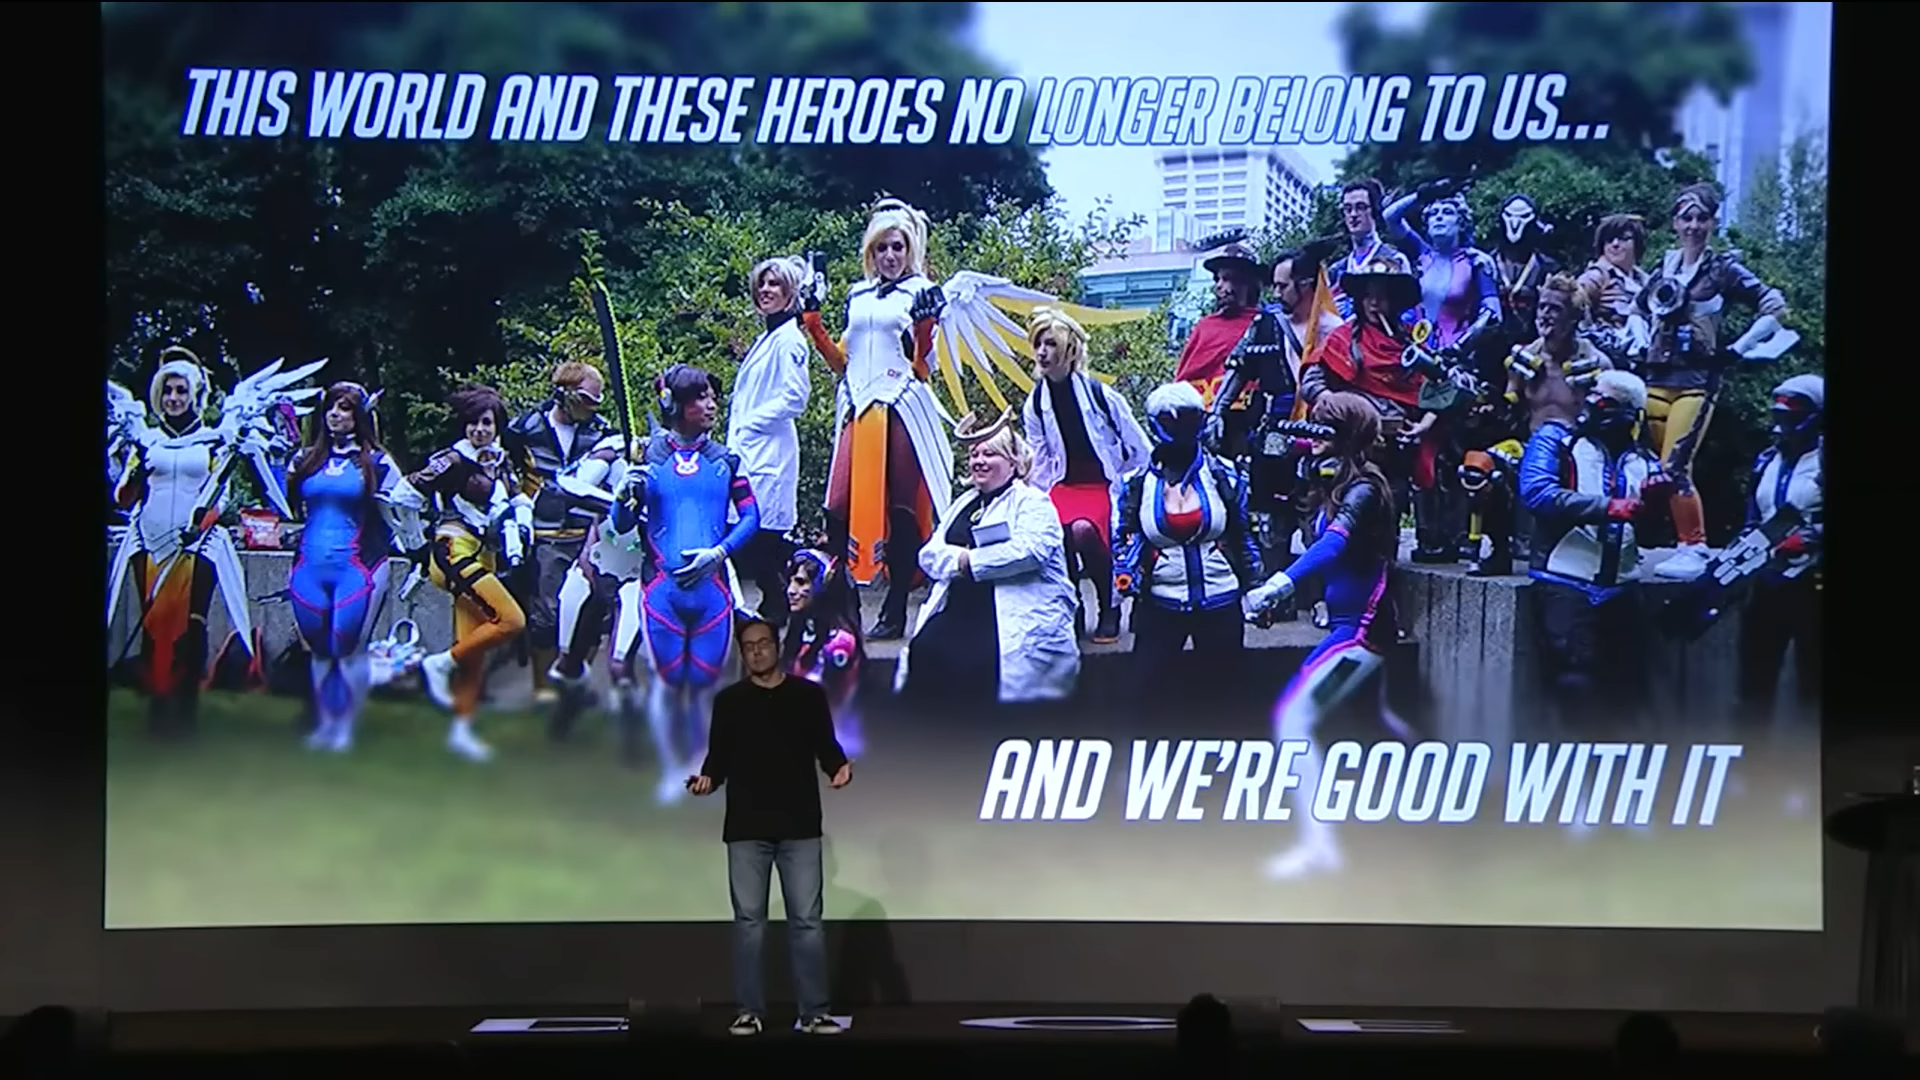 THIS WORLD AND THESE HEROES NO LONGER BELONG TO US...
AND WE'RE GOOD WITH IT